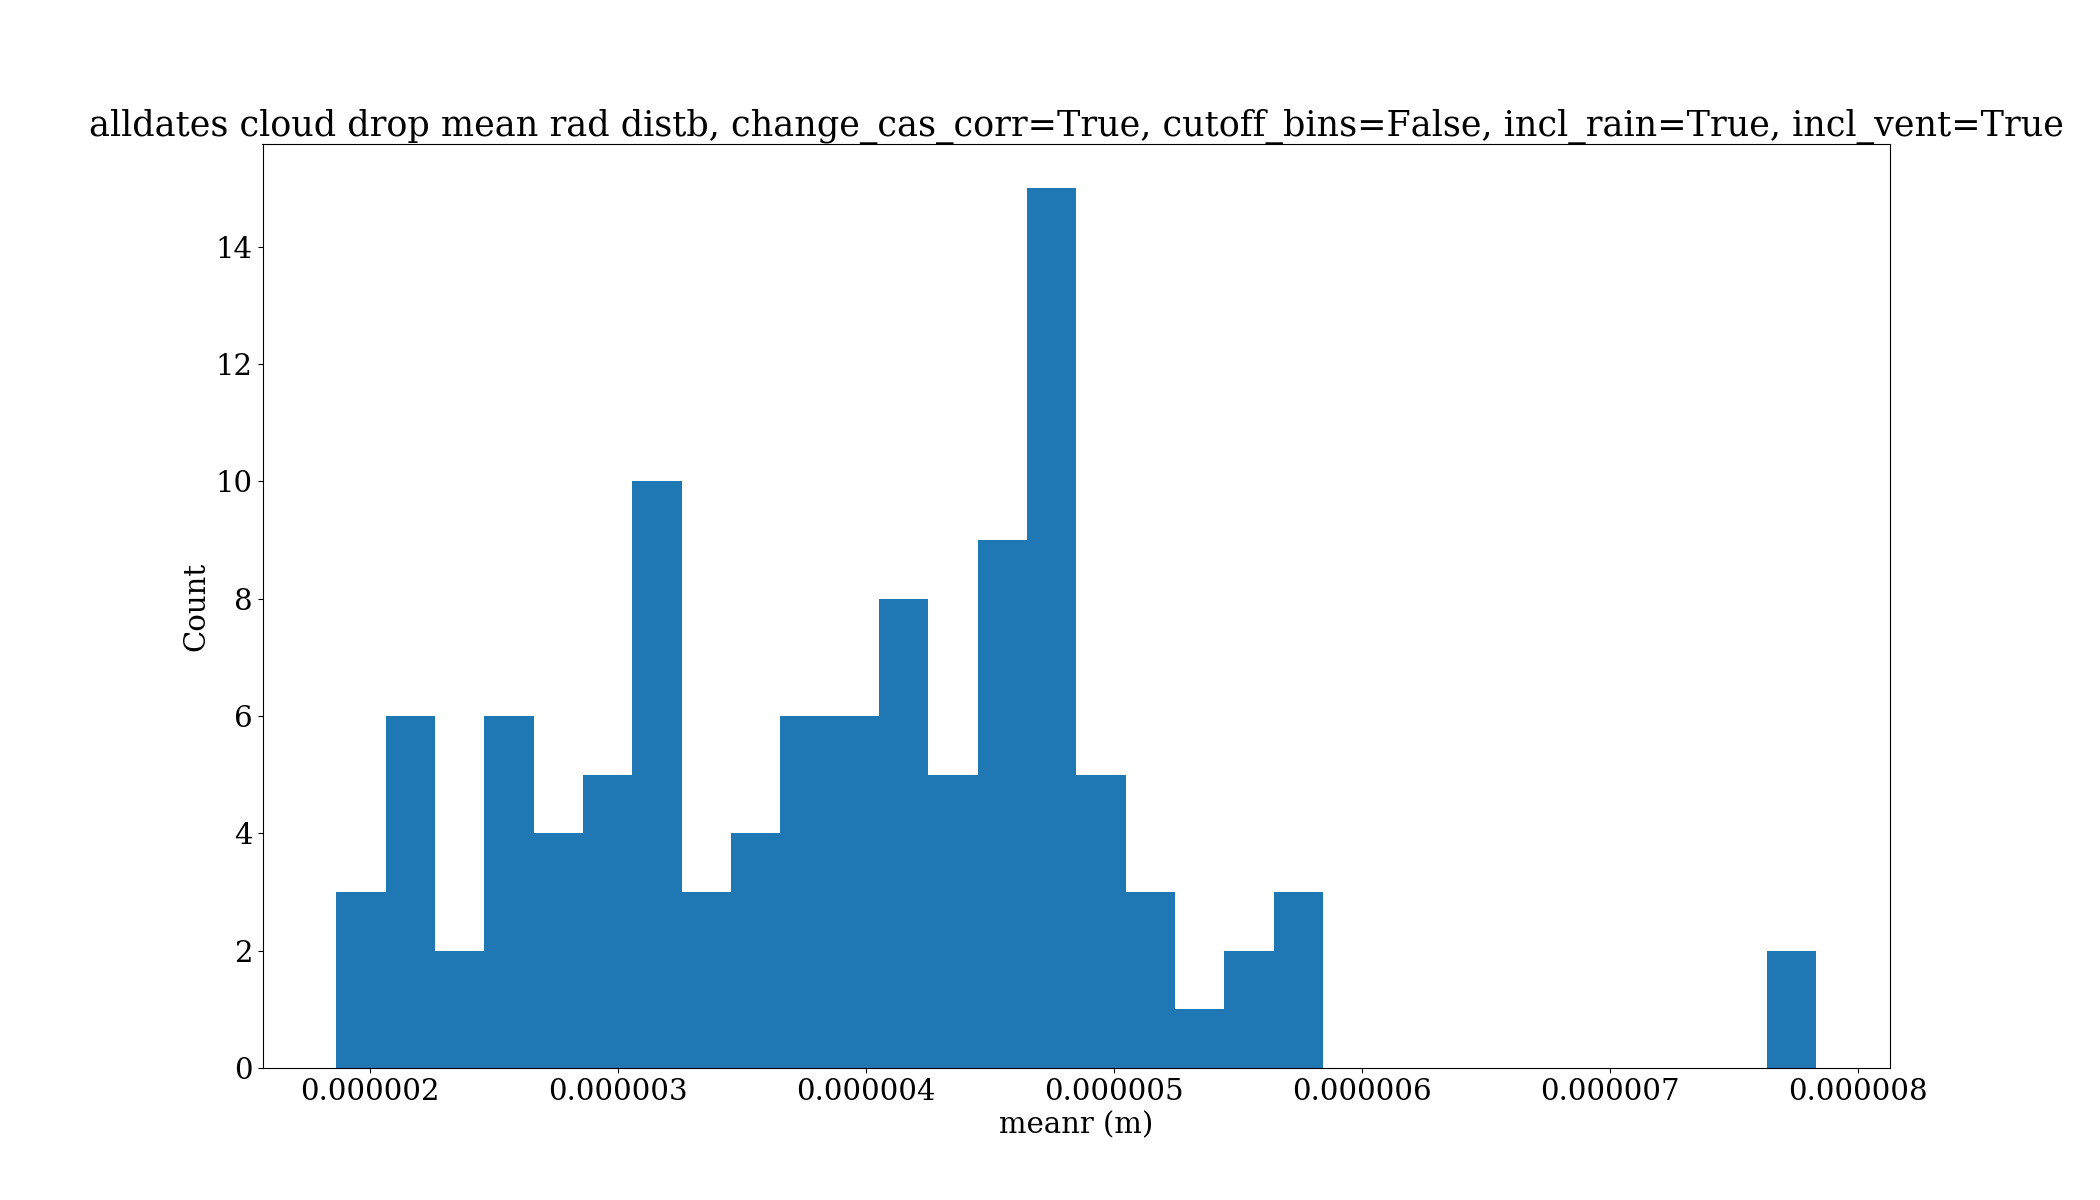 alldates cloud drop mean rad distb, change_cas_corr=True, cutoff_bins=False, incl_rain=True, incl_vent=True
14
12
10
8
6
4
2
0
Count
0.000002 0.000003 0.000004 0.000005 0.000006 0.000007 0.000008
meanr (m)